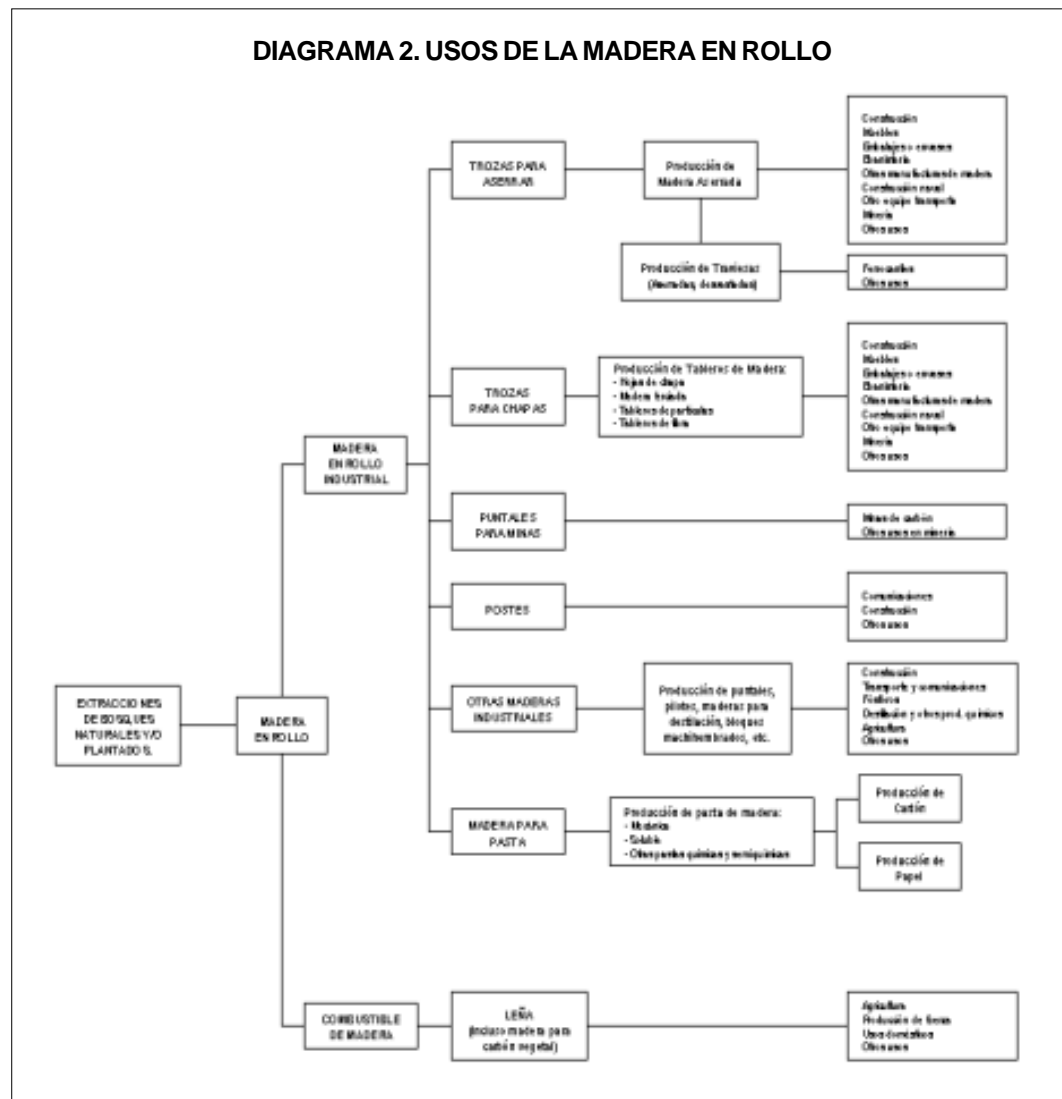 DIAGRAMA 2. USOS DE LA MADERA EN ROLLO
EXTRACCIONES
DE BOSQUES
NATURALES Y/O
PLANTADOS.
MADERA
EN ROLLO
MADERA
EN ROLLO
INDUSTRIAL
TROZAS PARA
ASERRAR
Producción de
Madera Aserrada
Construcción
Muebles
Embalajes o envases
Ebanistería
Otras manufacturas de madera
Construcción naval
Otro equipo transporte
Minería
Otros usos
Producción de Traviesas
(Aserradas,
Ferrocarriles
Otros usos
TROZAS
PARA CHAPAS
Producción de Tableros de Madera:
- Hojas de chapa
- Madera
- Tableros de partículas
- Tableros de fibra
Construcción
Muebles
Embalajes o envases
Ebanistería
Otras manufacturas de madera
Construcción naval
Otro equipo transporte
Minería
Otros usos
PUNTALES
PARA MINAS
Minas de carbón
Otros usos en minería
POSTES
Comunicaciones
Construcción
Otros usos
OTRAS MADERAS
INDUSTRIALES
Producción de puntales,
pilotes, maderas para
destilación, bloques
machihembrados, etc.
Construcción
Transporte y comunicaciones
Destilación y otros prod. químicos
Agricultura
Otros usos
MADERA PARA
PASTA
Producción de pasta de madera:
- Mecánica
- Soluble
- Otras pastas químicas y semiquímicas
Producción de
Cartón
Producción de
Papel
COMBUSTIBLE
DE MADERA
LEÑA
(Incluso madera para
carbón vegetal)
Agricultura
Producción de
Usos domésticos
Otros usos